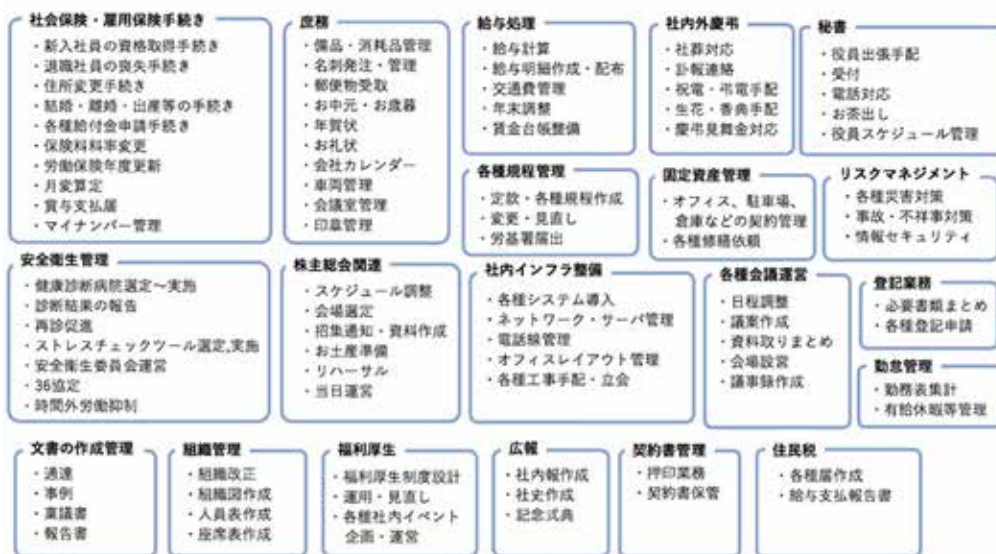 社会保険・雇用保険手続き
・新入社員の資格取得手続き
・退職社員の喪失手続き
・住所変更手続き
・結婚・離婚・出産等の手続き
・各種給付金申請手続き
・保険料料率変更
・労働保険年度更新
・月変算定
・賞与支払届
・マイナンバー管理
庶務
・備品・消耗品管理
・名刺発注・管理
・郵便物受取
・お中元・お歳暮
・年賀状
・お礼状
・会社カレンダー
・車両管理
・会議室管理
・印章管理
給与処理
・給与計算
・給与明細作成・配布
・交通費管理
・年末調整
・賃金台帳整備
社内外慶弔
・社葬対応
・訃報連絡
・祝電・弔電手配
・生花・香典手配
・慶弔見舞金対応
秘書
・役員出張手配
・受付
・電話対応
・お茶出し
・役員スケジュール管理
各種規程管理
・定款・各種規程作成
・変更・見直し
・労基署届出
固定資産管理
・オフィス、駐車場、
倉庫などの契約管理
・各種修繕依頼
リスクマネジメント
・各種災害対策
・事故・不祥事対策
・情報セキュリティ
安全衛生管理
・健康診断病院選定～実施
・診断結果の報告
・再診促進
・ストレスチェックツール選定,実施
・安全衛生委員会運営
・36協定
・時間外労働抑制
株主総会関連
・スケジュール調整
・会場選定
・招集通知・資料作成
・お土産準備
・リハーサル
・当日運営
社内インフラ整備
・各種システム導入
・ネットワーク・サーバ管理
・電話線管理
・オフィスレイアウト管理
・各種工事手配・立会
各種会議運営
・日程調整
・議案作成
・資料取りまとめ
・会場設営
・議事録作成
登記業務
・必要書類まとめ
・各種登記申請
勤怠管理
・勤務表集計
・有給休暇等管理
文書の作成管理
・通達
・事例
・稟議書
・報告書
組織管理
・組織改正
・組織図作成
・人員表作成
・座席表作成
福利厚生
・福利厚生制度設計
・運用・見直し
・各種社内イベント
企画・運営
広報
・社内報作成
・社史作成
・記念式典
契約書管理
・押印業務
・契約書保管
住民税
・各種届作成
・給与支払報告書